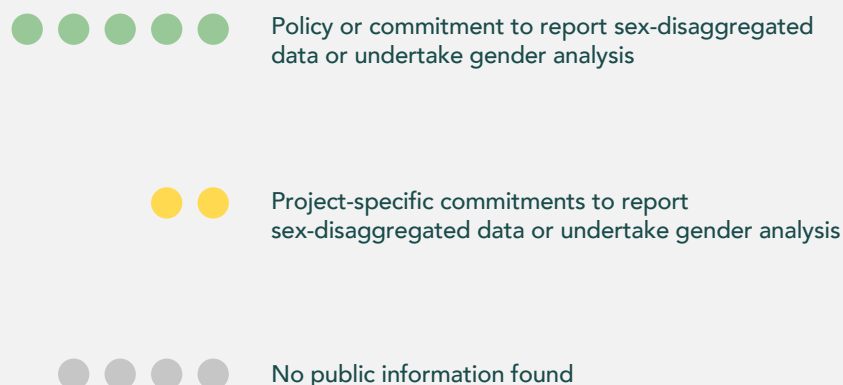 Policy or commitment to report sex-disaggregated
data or undertake gender analysis
Project-specific commitments to report
sex-disaggregated data or undertake gender analysis
No public information found